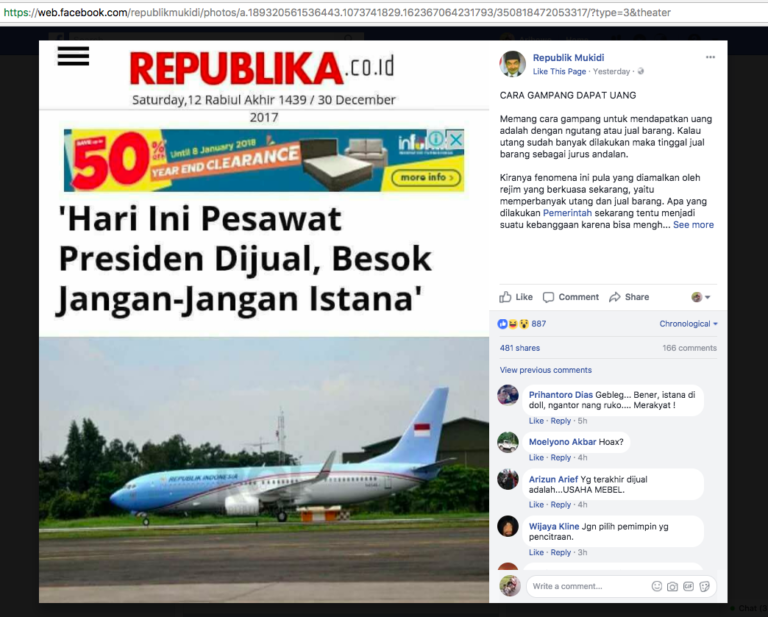 https://web.facebook.com/republikmukidi/photos/a.189320561536443.1073741829.162367064231793/350818472053317/?type=3&theater
REPUBLIKA.co.id
Saturday,12 Rabiul Akhir 1439 / 30 December
2017
SAVE up to
50% OFF*
Until 8 January 2018
YEAR END CLEARANCE
more info >
'Hari Ini Pesawat
Presiden Dijual, Besok
Jangan-Jangan Istana'
REPUBLIK INDONESIA
Republik Mukidi
Like This Page · Yesterday ·
CARA GAMPANG DAPAT UANG
Memang cara gampang untuk mendapatkan uang
adalah dengan ngutang atau jual barang. Kalau
utang sudah banyak dilakukan maka tinggal jual
barang sebagai jurus andalan.
Kiranya fenomena ini pula yang diamalkan oleh
rejim yang berkuasa sekarang, yaitu
memperbanyak utang dan jual barang. Apa yang
dilakukan Pemerintah sekarang tentu menjadi
suatu kebanggaan karena bisa mengh... See more
Like Comment Share
887 Chronological
481 shares 166 comments
View previous comments
Prihantoro Dias Gebleg... Bener, istana di
doll, ngantor nang ruko.... Merakyat !
Like · Reply · 5h
Moelyono Akbar Hoax?
Like · Reply · 4h
Arizun Arief Yg terakhir dijual
adalah...USAHA MEBEL.
Like · Reply · 4h
Wijaya Kline Jgn pilih pemimpin yg
pencitraan.
Like · Reply · 3h
Write a comment...